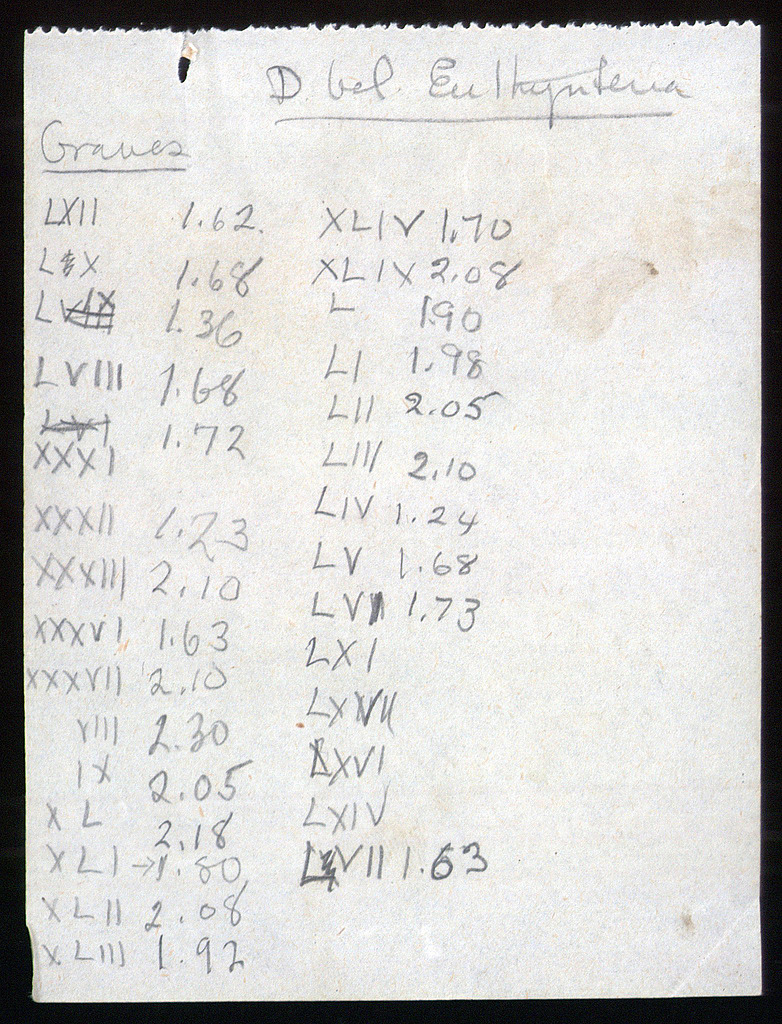 D bel Euthynteria
Graves
LXII 1.62.
LX 1.68
L 1.36
LVIII 1.68
LVI 1.72
XXXI
XXXII 1.23
XXXIII 2.10
XXXVI 1.63
XXXVII 2.10
VIII 2.30
IX 2.05
XL 2.18
XLI →1.80
XLII 2.08
XLIII 1.92
XLIV 1.70
XLIX 2.08
L 1.90
LI 1.98
LII 2.05
LIII 2.10
LIV 1.24
LV 1.68
LVI 1.73
LXI
LXVII
LXVI
LXIV
LVII 1.63